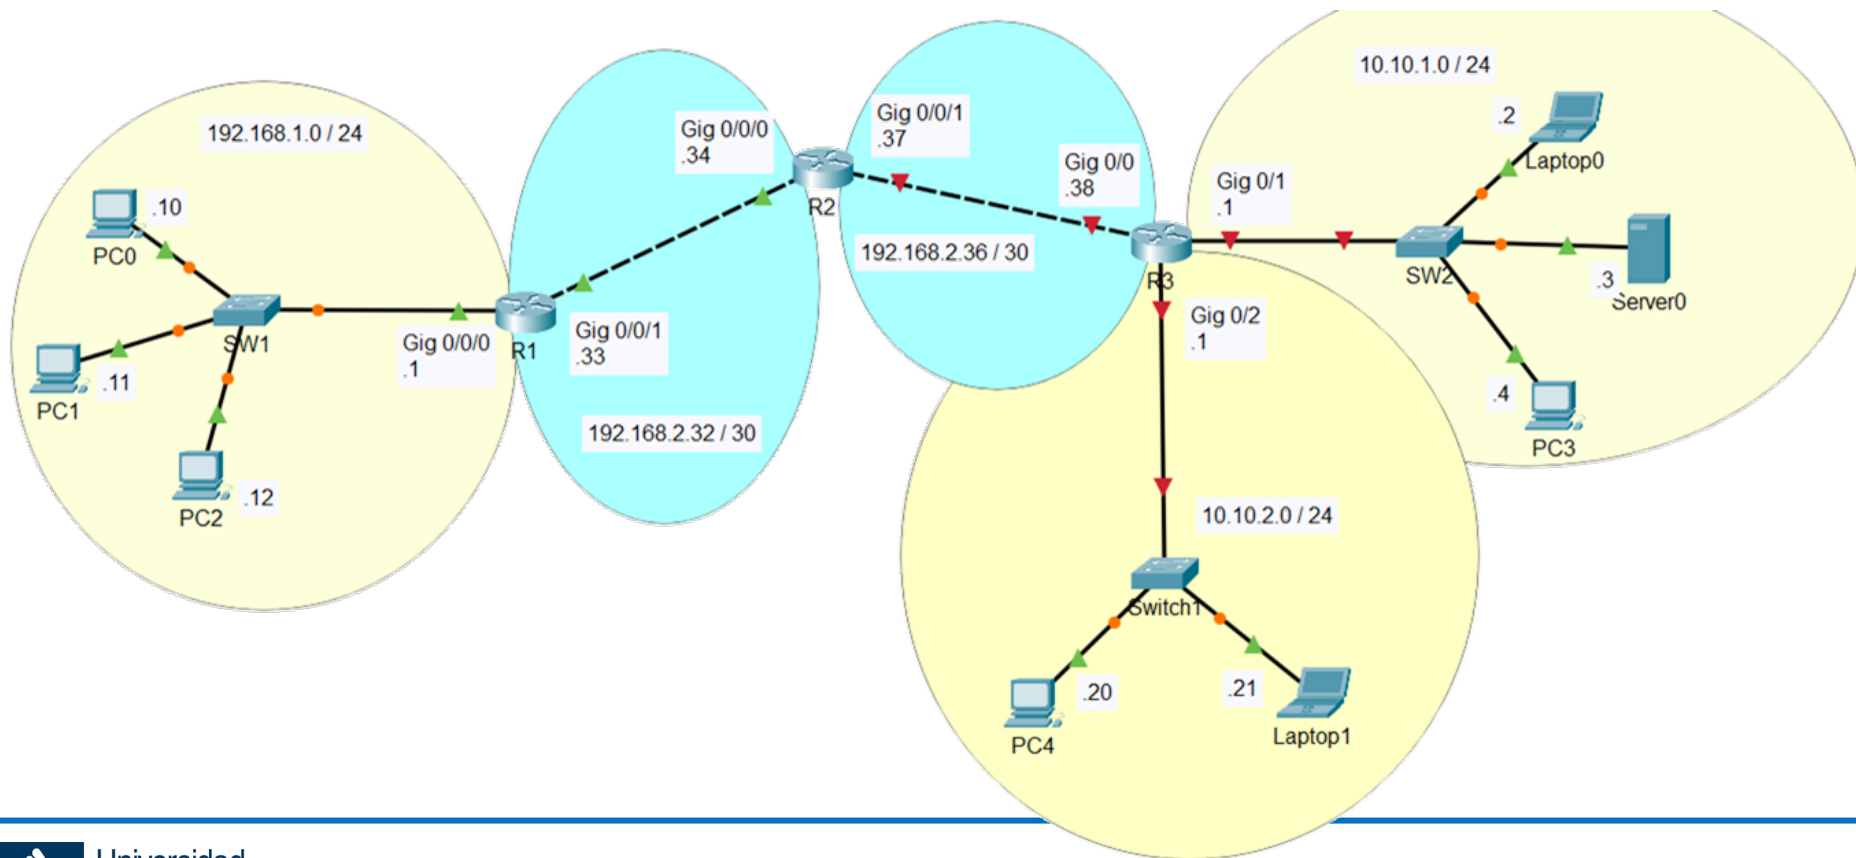 192.168.1.0 / 24
.10
PC0
SW1
.11
PC1
.12
PC2
Gig 0/0/0
.1
R1
Gig 0/0/1
.33
192.168.2.32 / 30
Gig 0/0/0
.34
R2
Gig 0/0/1
.37
192.168.2.36 / 30
Gig 0/0
.38
R3
Gig 0/1
.1
Gig 0/2
.1
10.10.1.0 / 24
.2
Laptop0
SW2
.3
Server0
.4
PC3
10.10.2.0 / 24
Switch1
.20
PC4
.21
Laptop1
Universidad